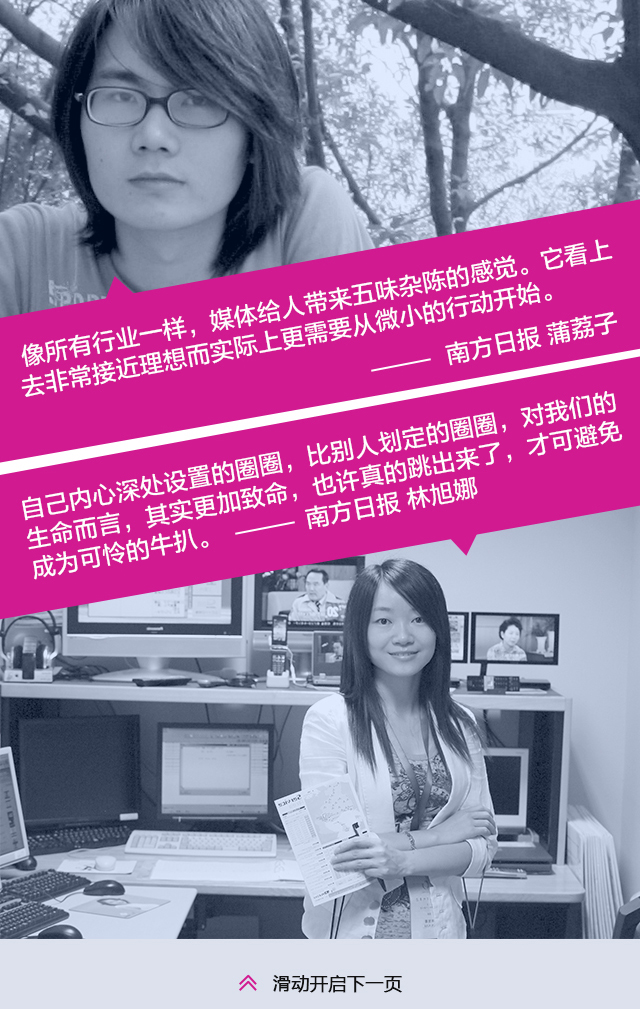 像所有行业一样，媒体给人带来五味杂陈的感觉。它看上
去非常接近理想而实际上更需要从微小的行动开始。
—— 南方日报 蒲荔子
自己内心深处设置的圈圈，比别人划定的圈圈，对我们的
生命而言，其实更加致命，也许真的跳出来了，才可避免
成为可怜的牛扒。 —— 南方日报 林旭娜
滑动开启下一页